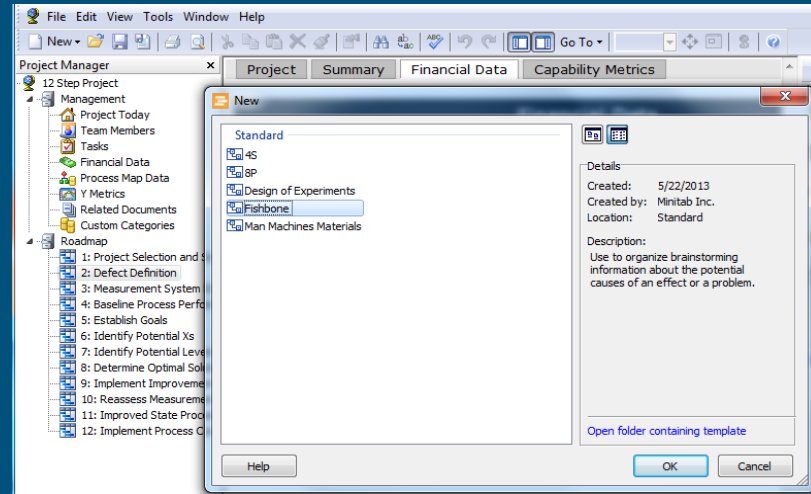 File Edit View Tools Window Help
New Go To
Project Manager x
Project Summary Financial Data Capability Metrics
12 Step Project
Management
Project Today
Team Members
Tasks
Financial Data
Process Map Data
Y Metrics
Related Documents
Custom Categories
Roadmap
1: Project Selection and
2: Defect Definition
3: Measurement System
4: Baseline Process
5: Establish Goals
6: Identify Potential Xs
7: Identify Potential
8: Determine Optimal
9: Implement
10: Reassess
11: Improved State
12: Implement Process
New
Standard
4S
8P
Design of Experiments
Fishbone
Man Machines Materials
Details
Created: 5/22/2013
Created by: Minitab Inc.
Location: Standard
Description:
Use to organize brainstorming
information about the potential
causes of an effect or a problem.
Open folder containing template
Help OK Cancel